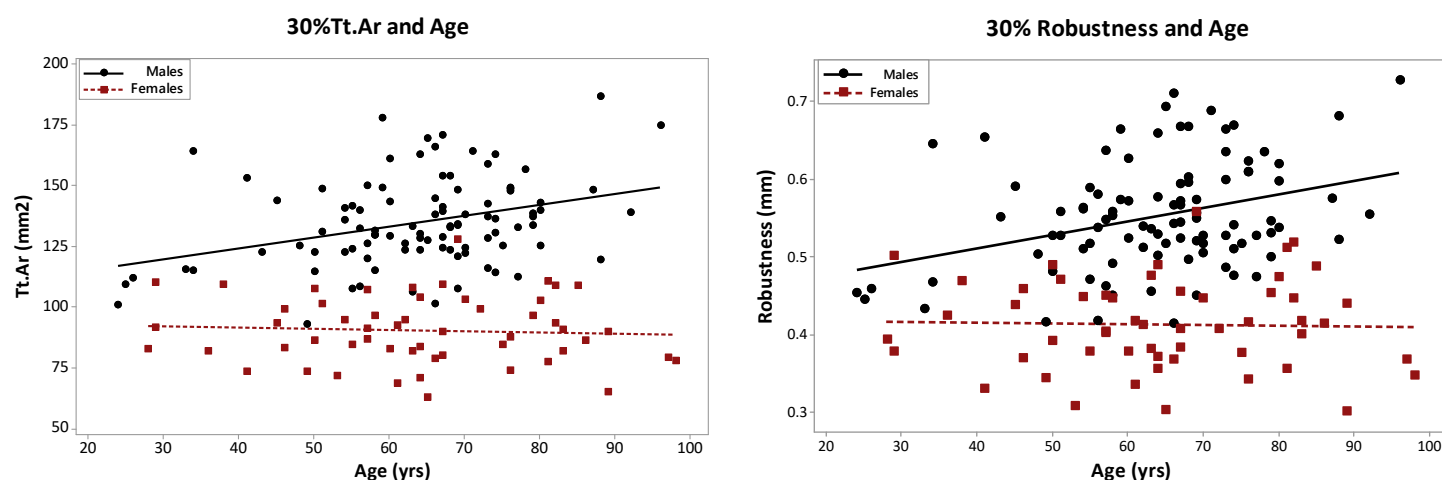 30%Tt.Ar and Age
Males
Females
200
175
150
125
100
75
50
Tt.Ar (mm2)
20 30 40 50 60 70 80 90 100
Age (yrs)
30% Robustness and Age
Males
Females
0.7
0.6
0.5
0.4
0.3
Robustness (mm)
20 30 40 50 60 70 80 90 100
Age (yrs)